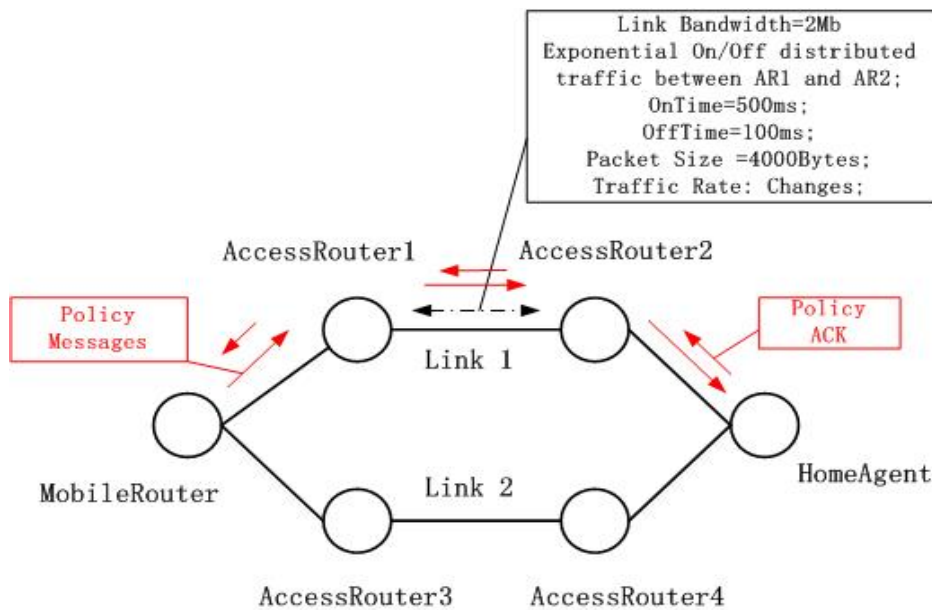 Link Bandwidth=2Mb
Exponential On/Off distributed
traffic between AR1 and AR2;
OnTime=500ms;
OffTime=100ms;
Packet Size =4000Bytes;
Traffic Rate: Changes;
AccessRouter1
AccessRouter2
Policy
Messages
Policy
ACK
Link 1
MobileRouter
Link 2
HomeAgent
AccessRouter3
AccessRouter4